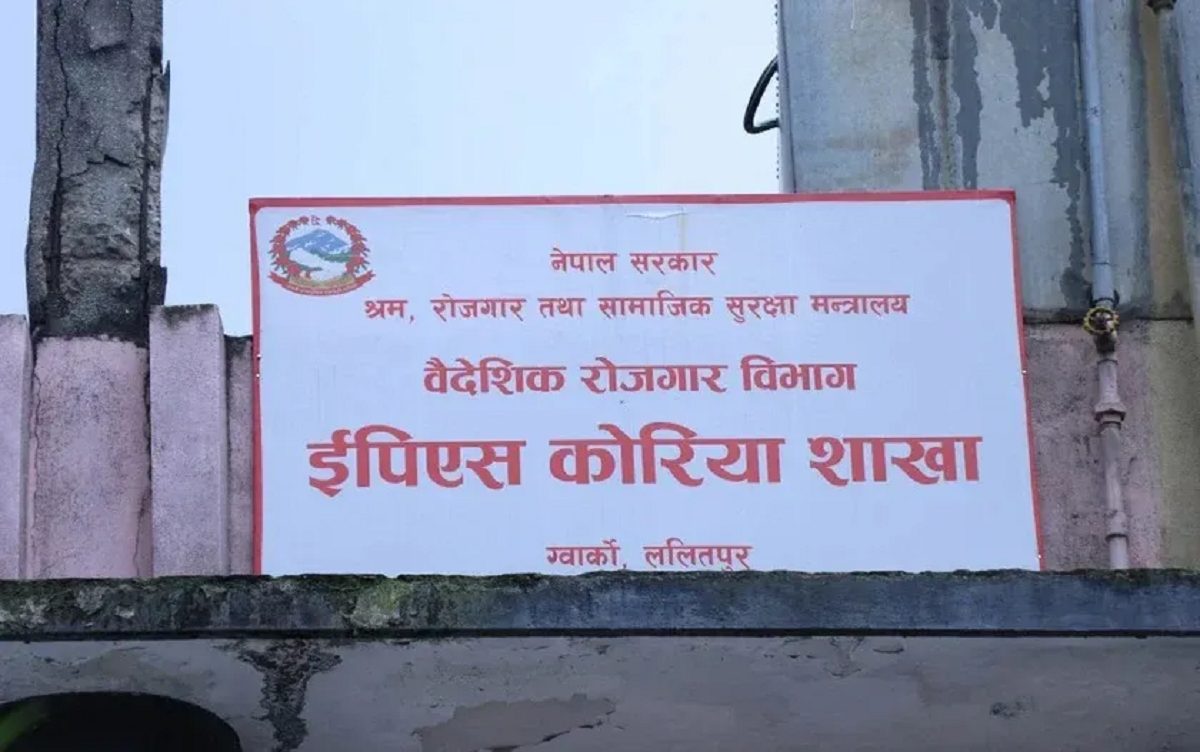 नेपाल सरकार
श्रम, रोजगार तथा सामाजिक सुरक्षा मन्त्रालय
वैदेशिक रोजगार विभाग
ईपिएस कोरिया शाखा
ग्वार्को, ललितपुर